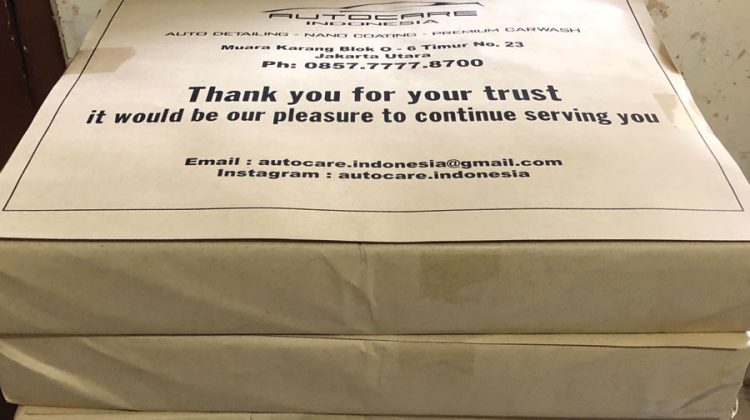 AUTOCARE
INDONESIA
AUTO DETAILING - NANO COATING - PREMIUM CARWASH
Muara Karang Blok O - 6 Timur No. 23
Jakarta Utara
Ph: 0857.7777.8700
Thank you for your trust
it would be our pleasure to continue serving you
Email : autocare.indonesia@gmail.com
Instagram : autocare.indonesia